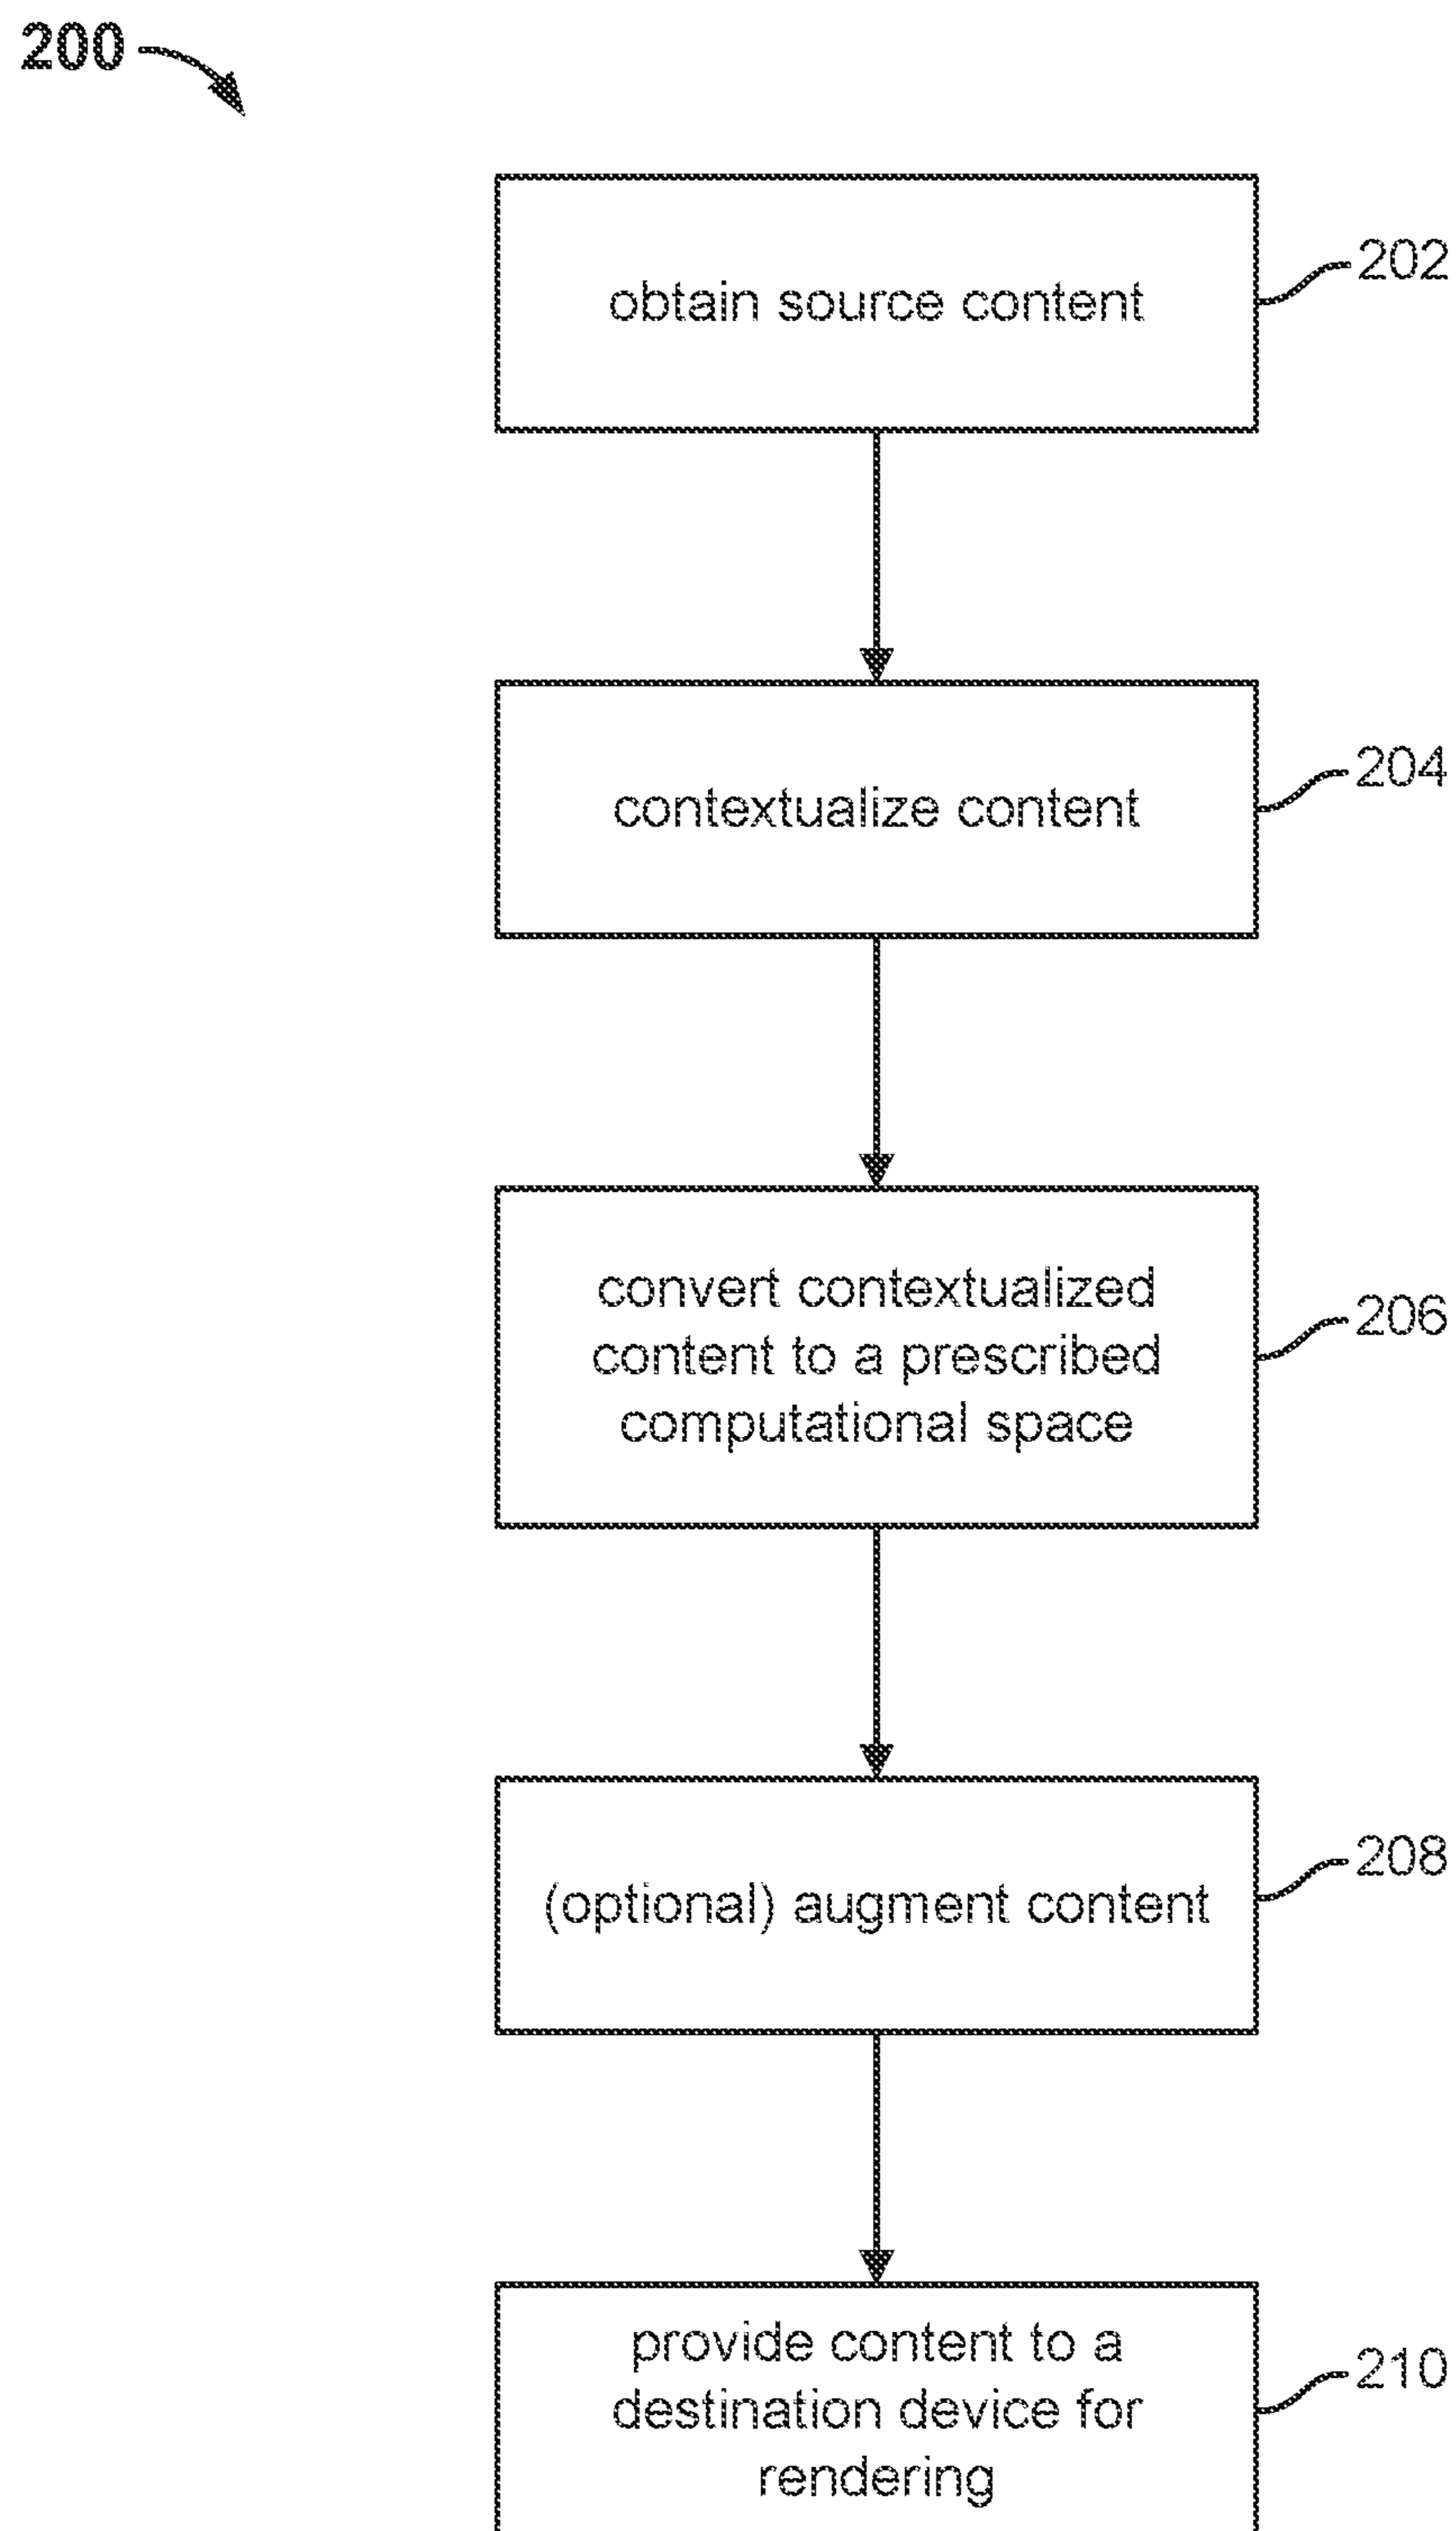 200
obtain source content
202
contextualize content
204
convert contextualized
content to a prescribed
computational space
206
(optional) augment content
208
provide content to a
destination device for
rendering
210